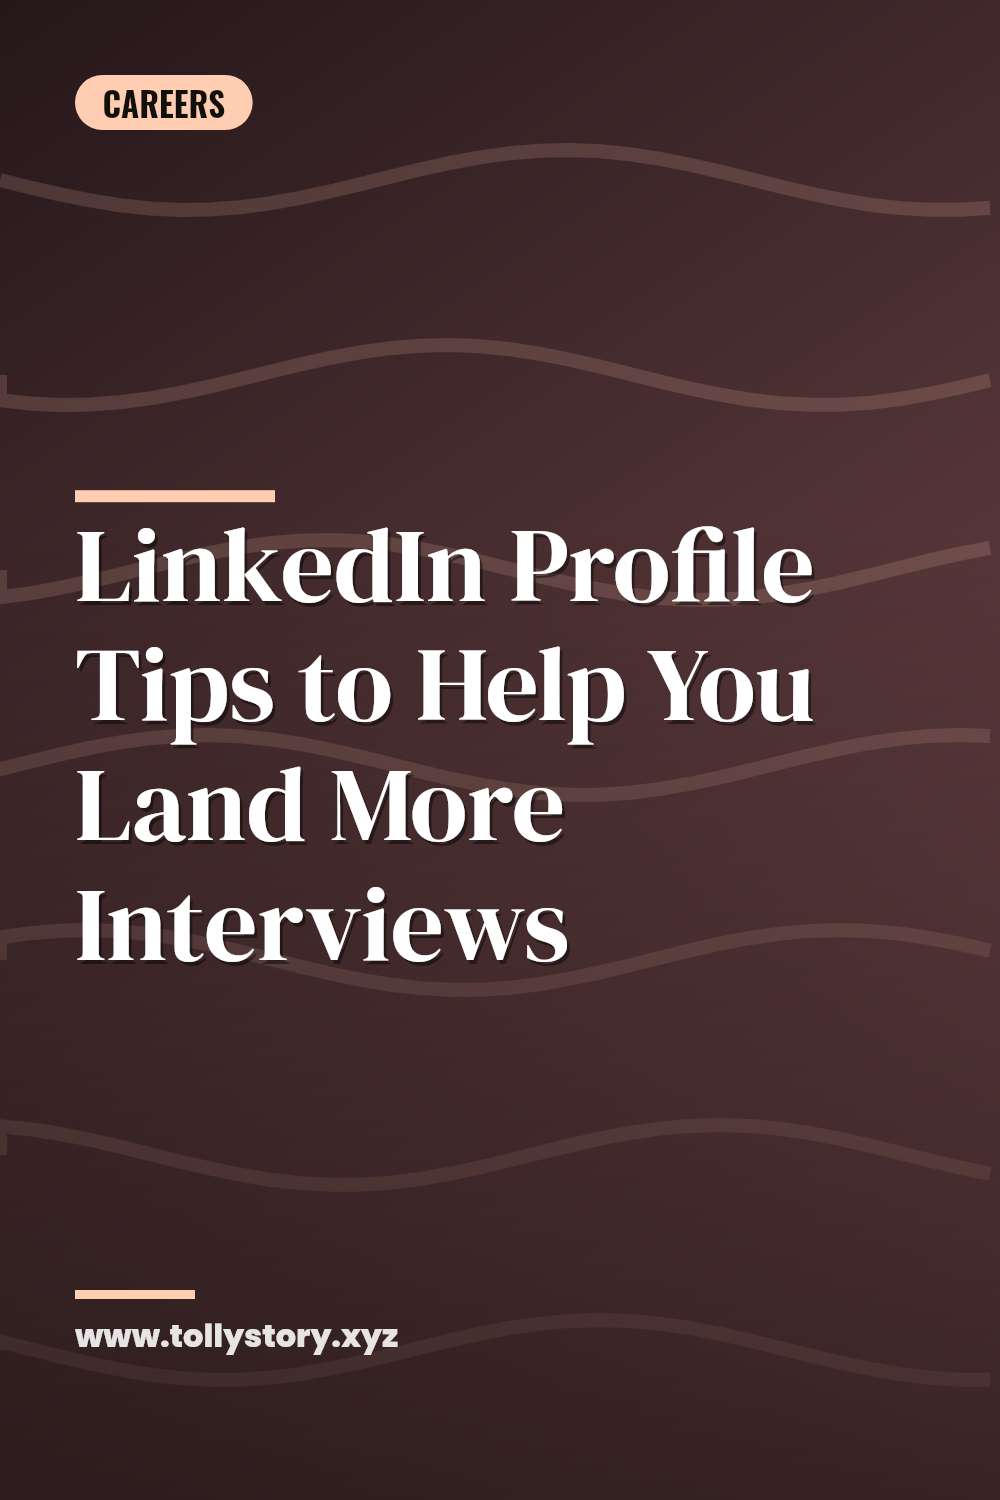 CAREERS
LinkedIn Profile
Tips to Help You
Land More
Interviews
www.tollystory.xyz